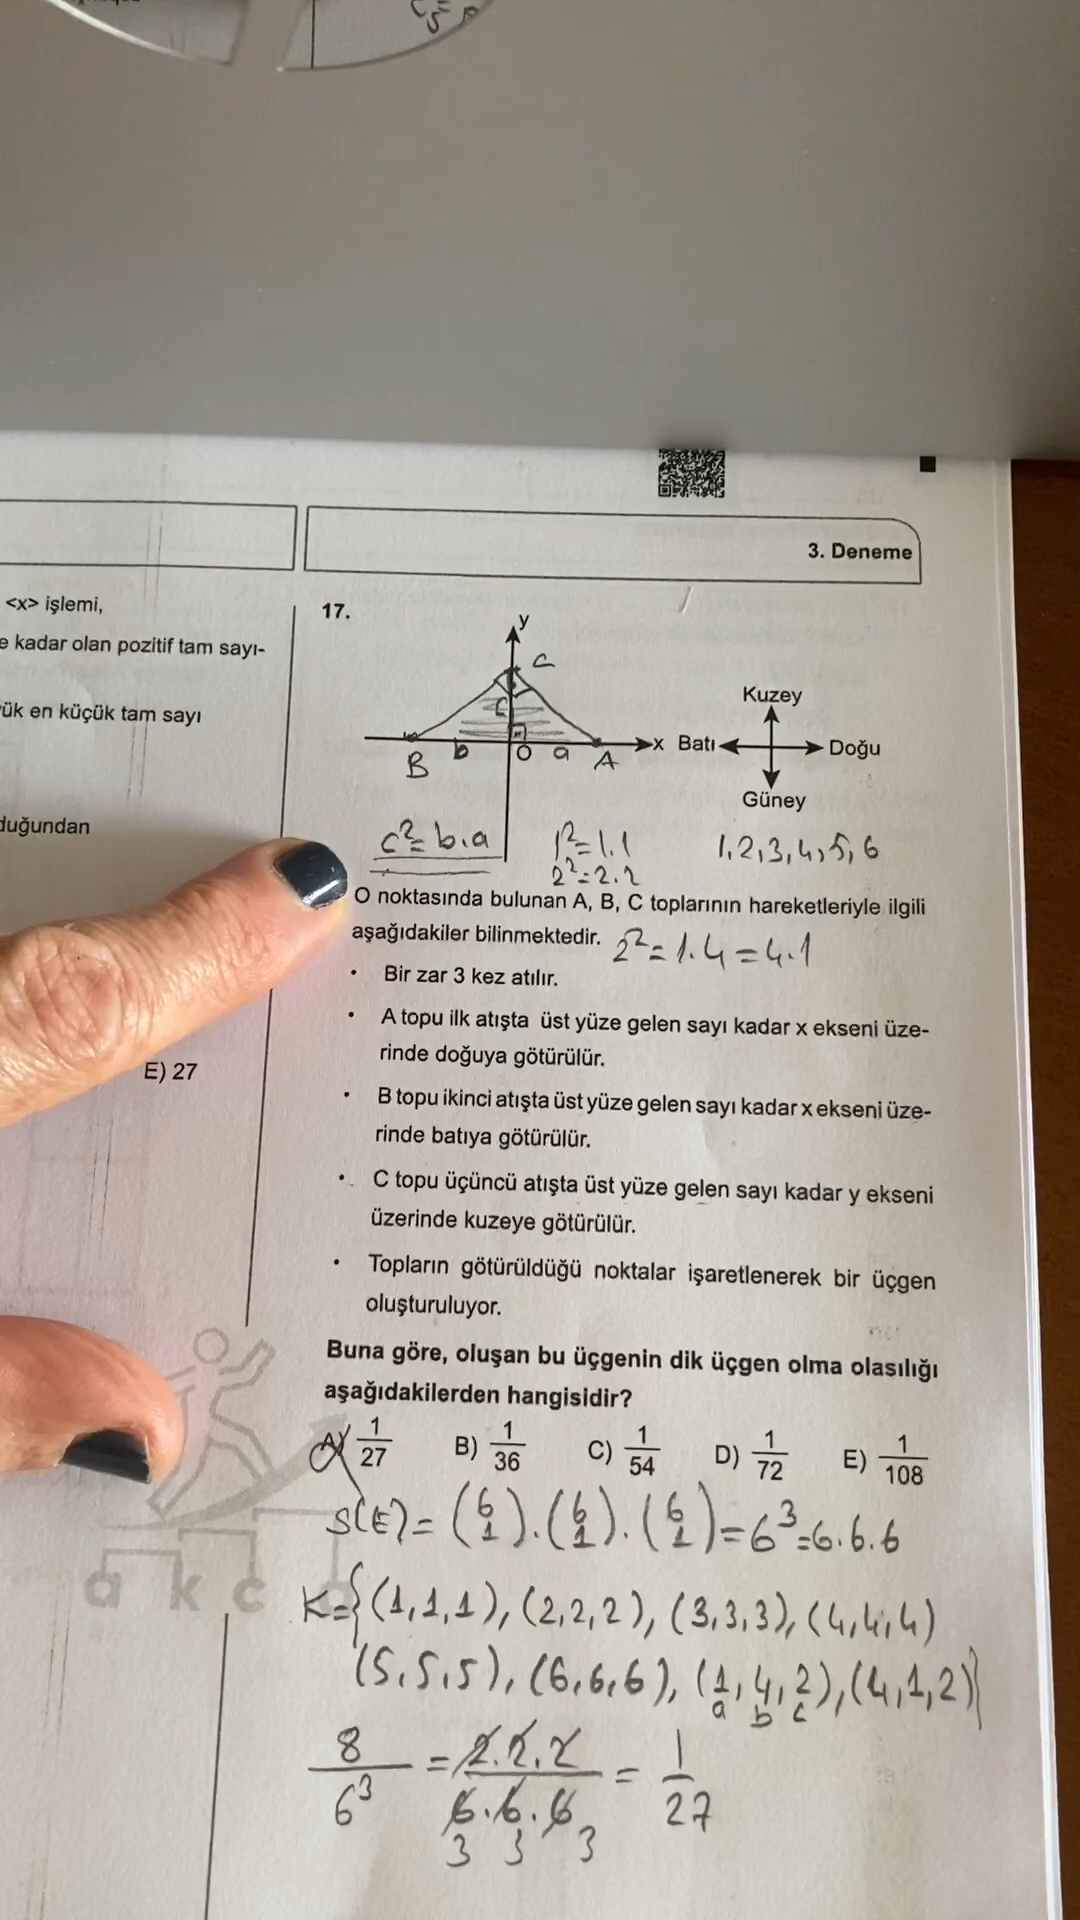 3. Deneme
<x> işlemi,
e kadar olan pozitif tam sayı-
ük en küçük tam sayı
duğundan
E) 27
17.
y
C
c
Kuzey
x Batı Doğu
B b O a A
Güney
c²= b.a 1²=1.1 1,2,3,4,5,6
2²=2.2
O noktasında bulunan A, B, C toplarının hareketleriyle ilgili
aşağıdakiler bilinmektedir. 2²=1.4=4.1
• Bir zar 3 kez atılır.
• A topu ilk atışta üst yüze gelen sayı kadar x ekseni üze-
rinde doğuya götürülür.
• B topu ikinci atışta üst yüze gelen sayı kadar x ekseni üze-
rinde batıya götürülür.
• C topu üçüncü atışta üst yüze gelen sayı kadar y ekseni
üzerinde kuzeye götürülür.
• Topların götürüldüğü noktalar işaretlenerek bir üçgen
oluşturuluyor.
Buna göre, oluşan bu üçgenin dik üçgen olma olasılığı
aşağıdakilerden hangisidir?
A) 1/27 B) 1/36 C) 1/54 D) 1/72 E) 1/108
S(E)= (6 1).(6 1).(6 1)=6³=6.6.6
a k c
K={(1,1,1),(2,2,2),(3,3,3),(4,4,4)
(5,5,5),(6,6,6),(1,4,2),(4,1,2)}
a b c
8/6³ = 2.2.2/6.6.6 = 1/27
3 3 3